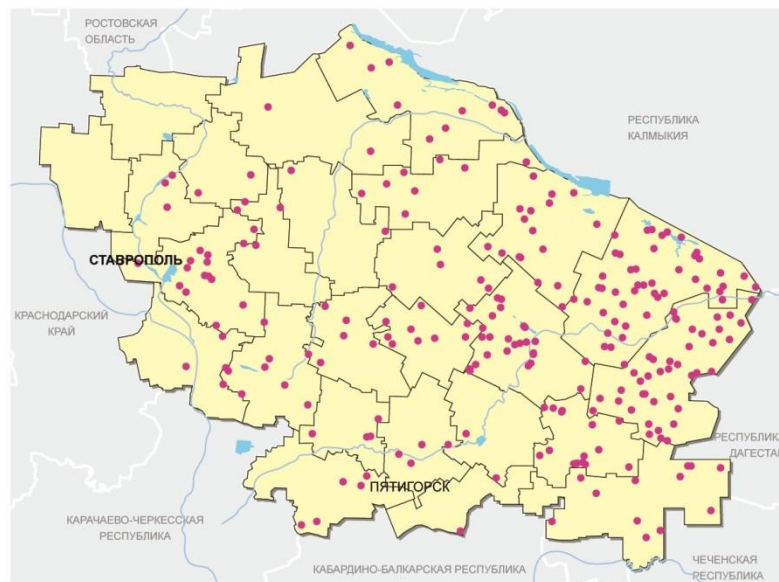 РОСТОВСКАЯ
ОБЛАСТЬ
РЕСПУБЛИКА
КАЛМЫКИЯ
СТАВРОПОЛЬ
КРАСНОДАРСКИЙ
КРАЙ
РЕСПУБЛИКА
ДАГЕСТАН
ПЯТИГОРСК
КАРАЧАЕВО-ЧЕРКЕССКАЯ
РЕСПУБЛИКА
КАБАРДИНО-БАЛКАРСКАЯ РЕСПУБЛИКА
ЧЕЧЕНСКАЯ
РЕСПУБЛИКА